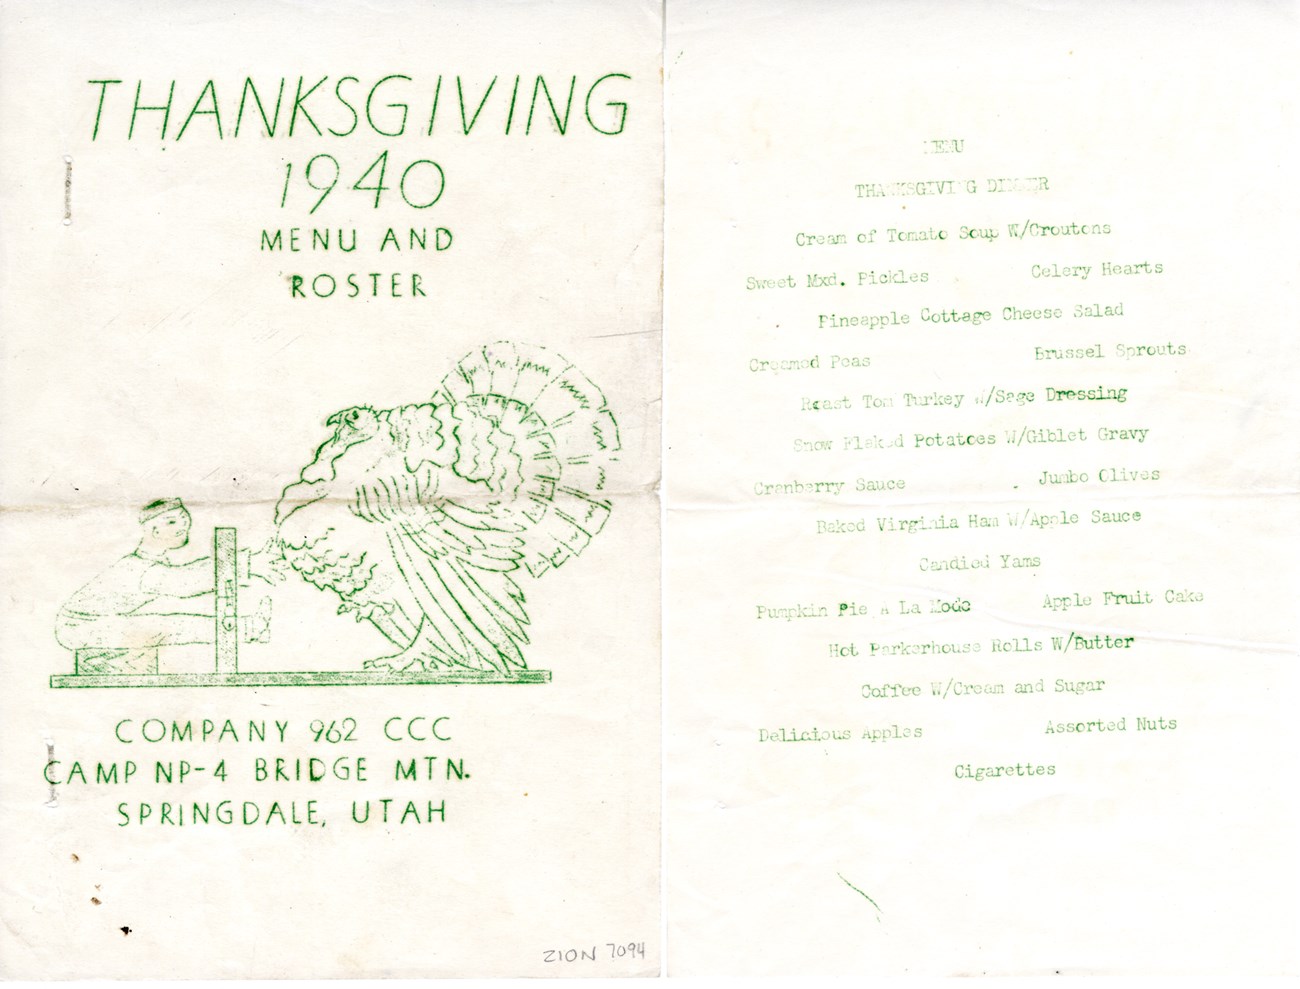 THANKSGIVING
1940
MENU AND
ROSTER
COMPANY 962 CCC
CAMP NP-4 BRIDGE MTN.
SPRINGDALE, UTAH
ZION 7094
MENU
THANKSGIVING DINNER
Cream of Tomato Soup W/Croutons
Sweet Mxd. Pickles Celery Hearts
Pineapple Cottage Cheese Salad
Creamed Peas Brussel Sprouts
Roast Tom Turkey W/Sage Dressing
Snow Flaked Potatoes W/Giblet Gravy
Cranberry Sauce Jumbo Olives
Baked Virginia Ham W/Apple Sauce
Candied Yams
Pumpkin Pie A La Mode Apple Fruit Cake
Hot Parkerhouse Rolls W/Butter
Coffee W/Cream and Sugar
Delicious Apples Assorted Nuts
Cigarettes